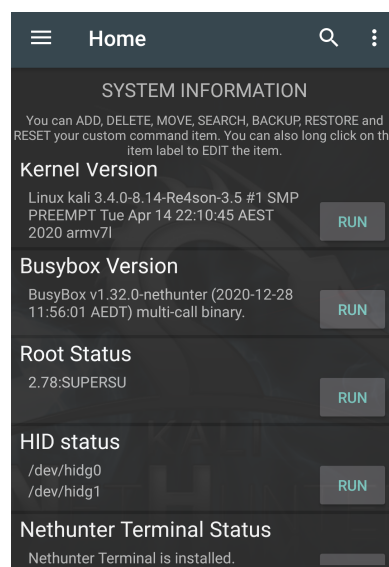 Home
SYSTEM INFORMATION
You can ADD, DELETE, MOVE, SEARCH, BACKUP, RESTORE and
RESET your custom command item. You can also long click on th
item label to EDIT the item.
Kernel Version
Linux kali 3.4.0-8.14-Re4son-3.5 #1 SMP
PREEMPT Tue Apr 14 22:10:45 AEST
2020 armv7l
RUN
Busybox Version
BusyBox v1.32.0-nethunter (2020-12-28
11:56:01 AEDT) multi-call binary.
RUN
Root Status
2.78:SUPERSU
RUN
HID status
/dev/hidg0
/dev/hidg1
RUN
Nethunter Terminal Status
Nethunter Terminal is installed.